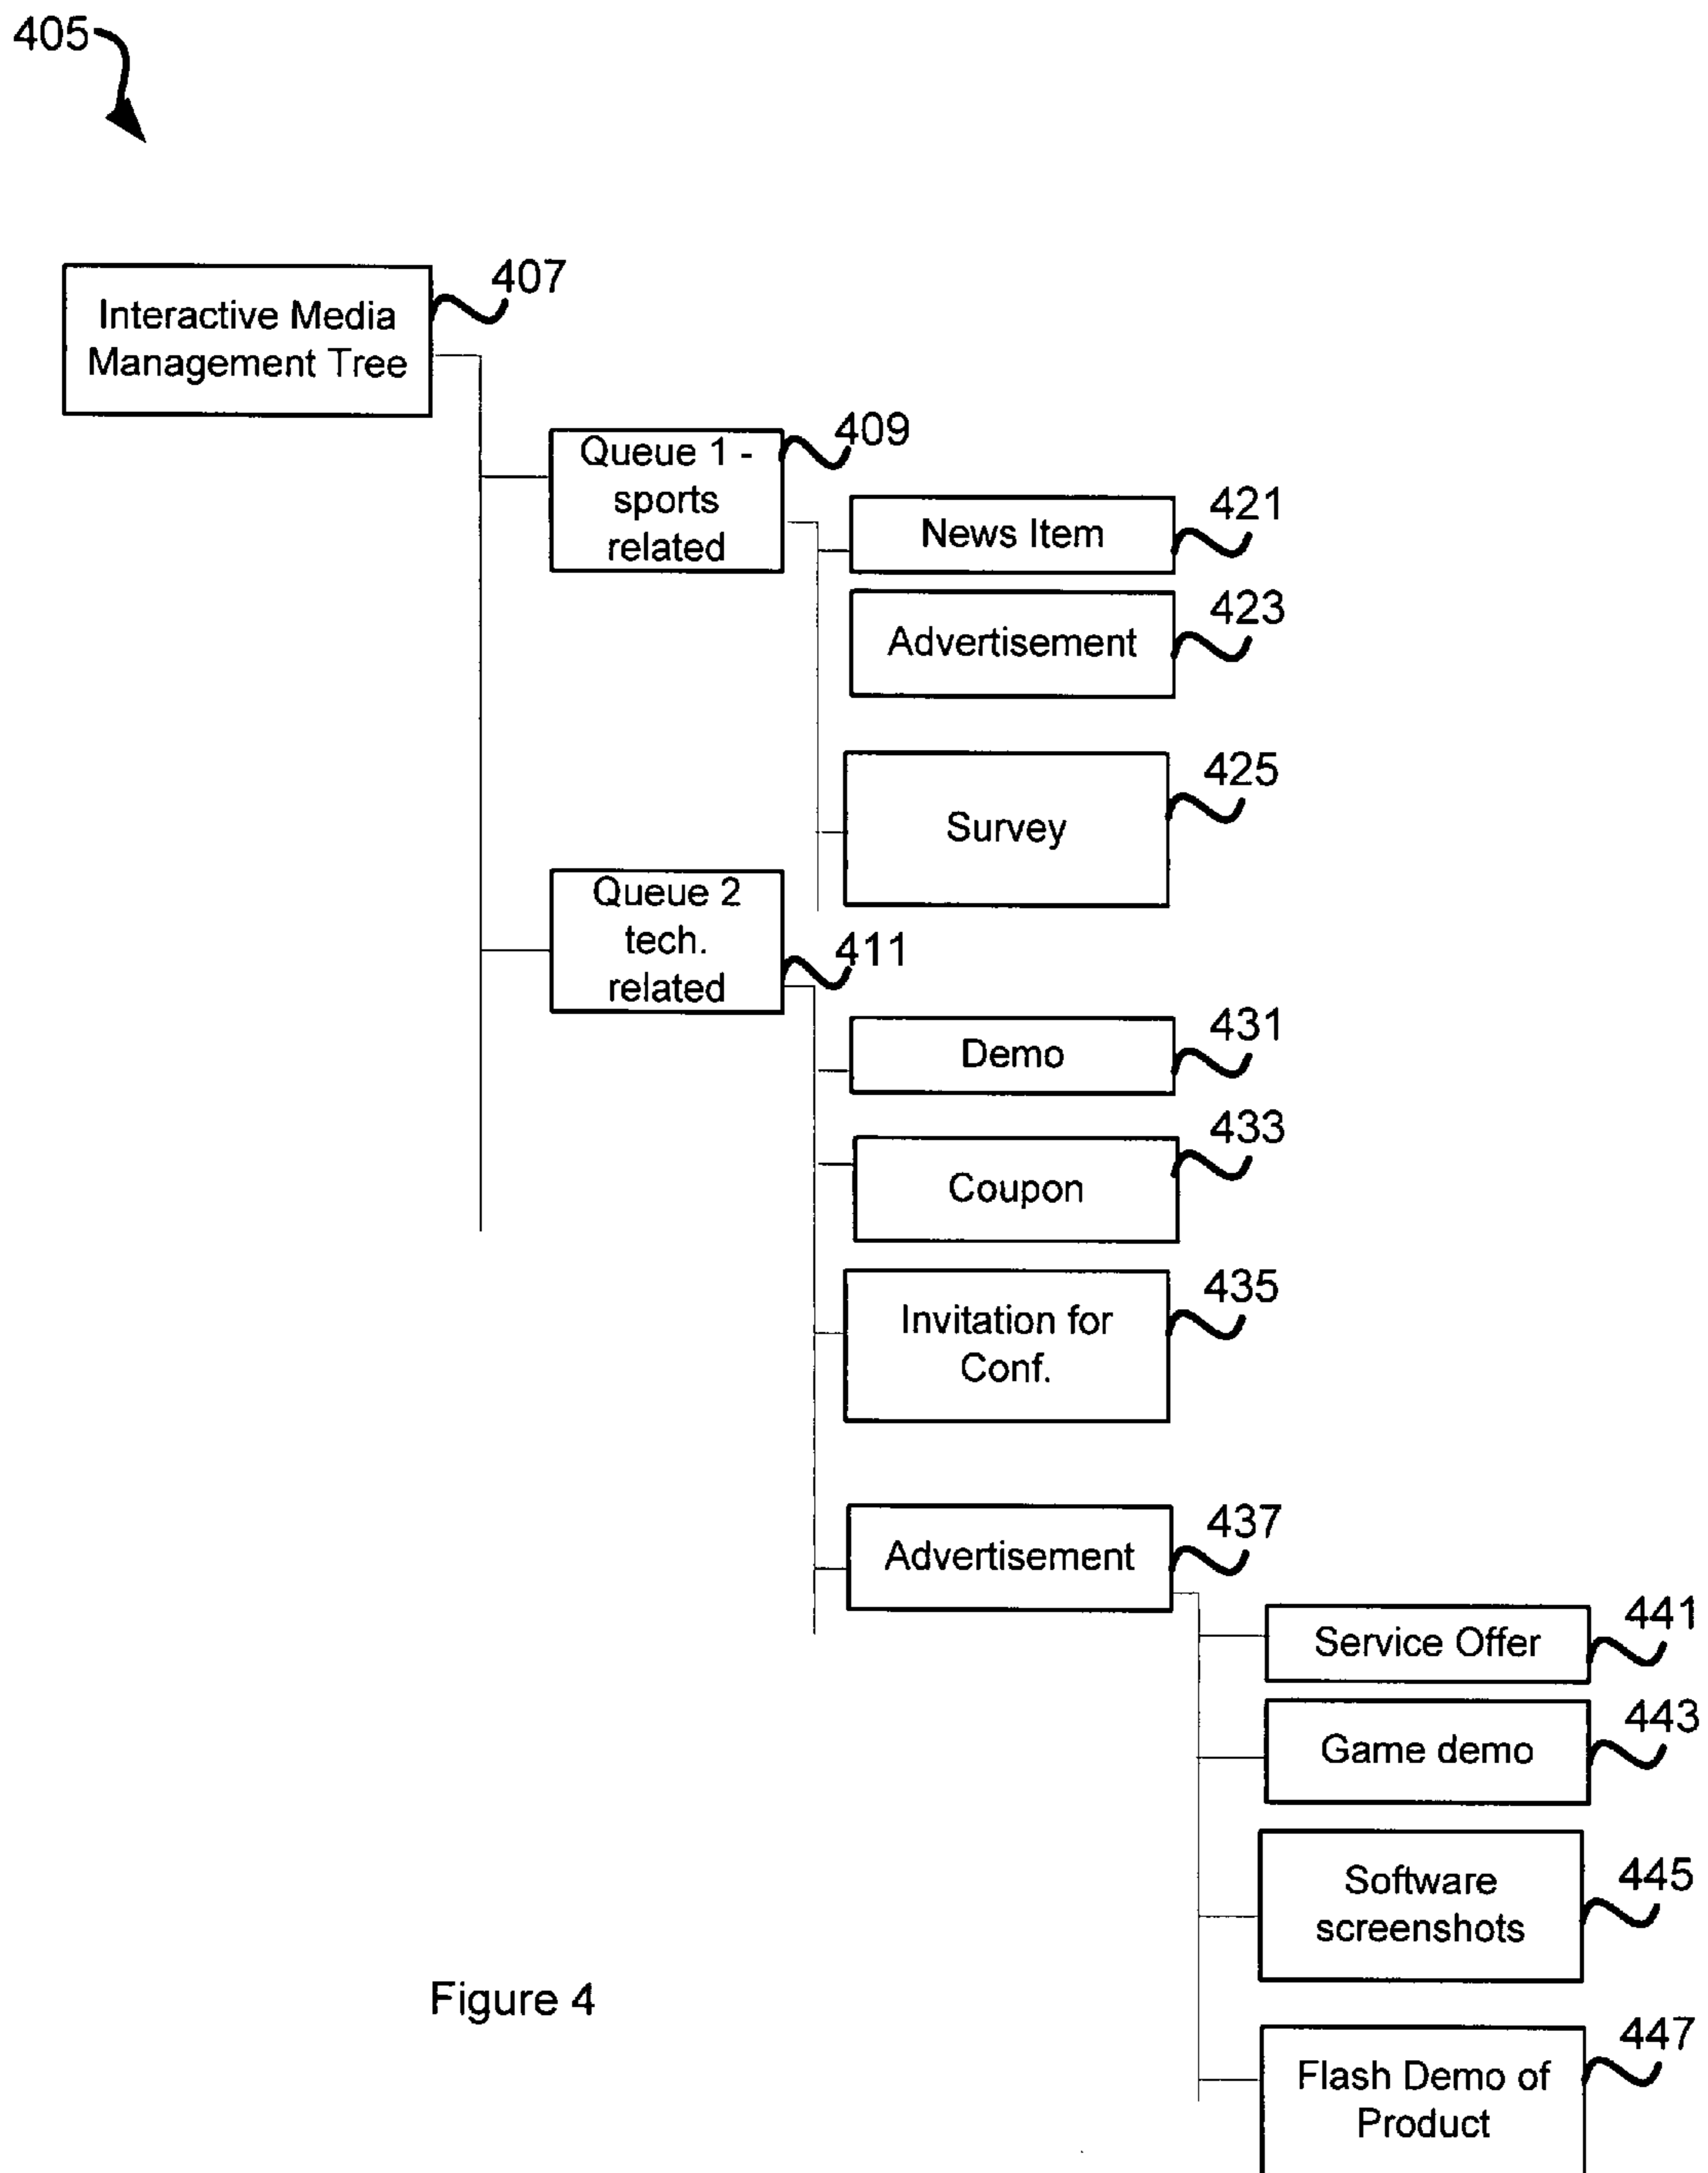 405
407
Interactive Media
Management Tree
409
Queue 1 -
sports
related
421
News Item
423
Advertisement
425
Survey
Queue 2
tech.
related
411
431
Demo
433
Coupon
435
Invitation for
Conf.
437
Advertisement
441
Service Offer
443
Game demo
445
Software
screenshots
447
Flash Demo of
Product
Figure 4